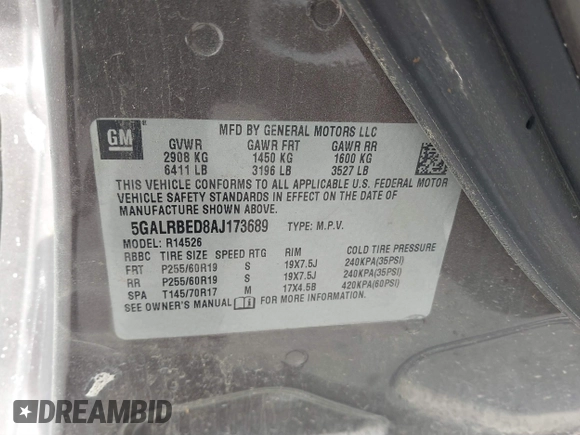 GM
MFD BY GENERAL MOTORS LLC
GVWR GAWR FRT GAWR RR
2908 KG 1450 KG 1600 KG
6411 LB 3196 LB 3527 LB
THIS VEHICLE CONFORMS TO ALL APPLICABLE U.S. FEDERAL MOTOR
VEHICLE SAFETY STANDARDS IN EFFECT ON THE DATE OF
MANUFACTURE SHOWN ABOVE.
5GALRBED8AJ173689 TYPE: M.P.V.
MODEL: R14526
RBBC TIRE SIZE SPEED RTG RIM COLD TIRE PRESSURE
FRT P255/60R19 S 19X7.5J 240KPA(35PSI)
RR P255/60R19 S 19X7.5J 240KPA(35PSI)
SPA T145/70R17 M 17X4.5B 420KPA(60PSI)
SEE OWNER'S MANUAL FOR MORE INFORMATION
DREAMBID